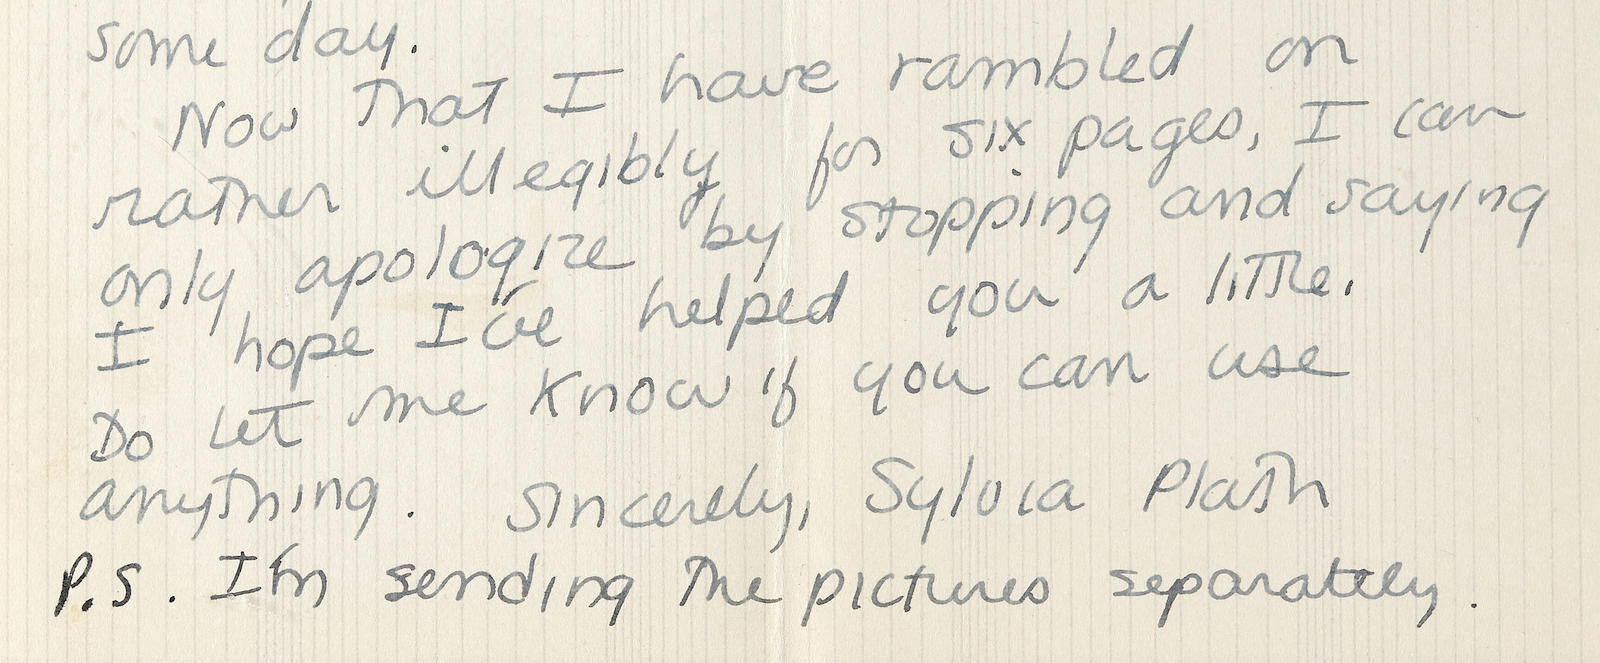 some day.
Now that I have rambled on
rather illegibly for six pages, I can
only apologize by stopping and saying
I hope I've helped you a little.
Do let me know if you can use
anything. Sincerely, Sylvia Plath
P.S. I'm sending the pictures separately.